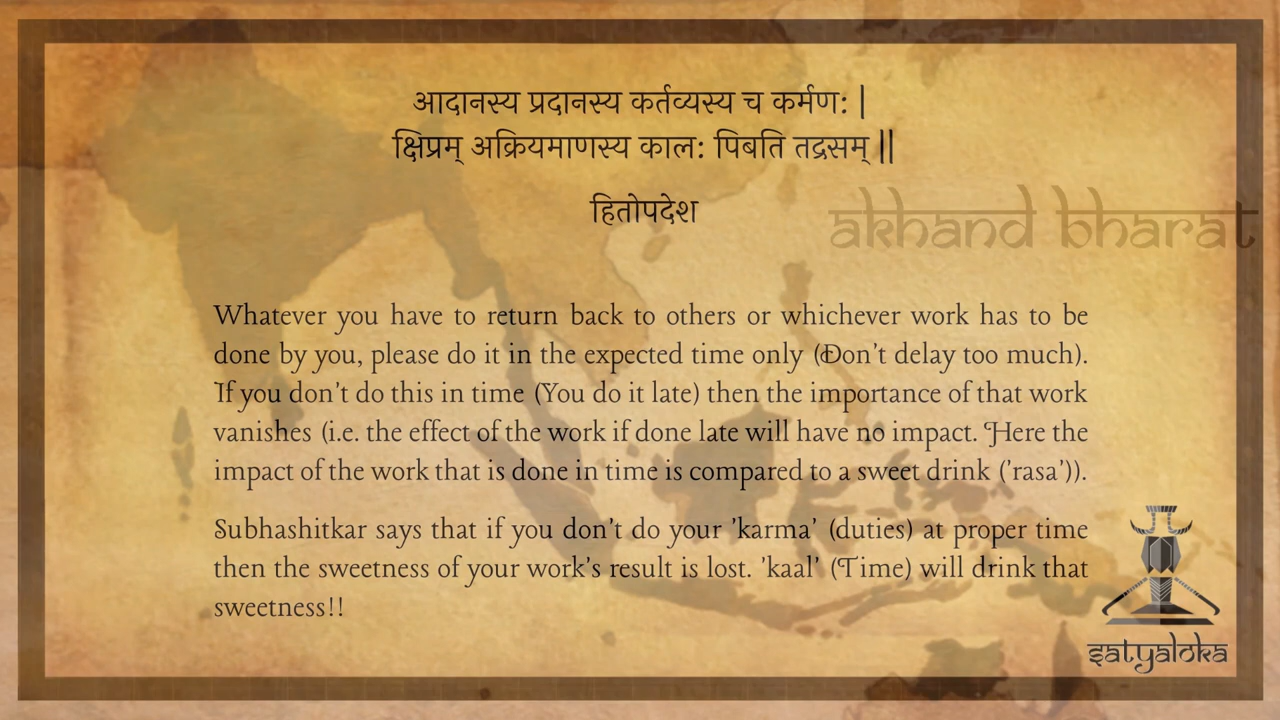 आदानस्य प्रदानस्य कर्तव्यस्य च कर्मण: |
क्षिप्रम् अक्रियमाणस्य काल: पिबति तद्रसम् ||
हितोपदेश
akhand bharat
Whatever you have to return back to others or whichever work has to be
done by you, please do it in the expected time only (Don't delay too much).
If you don't do this in time (You do it late) then the importance of that work
vanishes (i.e. the effect of the work if done late will have no impact. Here the
impact of the work that is done in time is compared to a sweet drink ('rasa')).
Subhashitkar says that if you don't do your 'karma' (duties) at proper time
then the sweetness of your work's result is lost. 'kaal' (Time) will drink that
sweetness!!
satyaloka